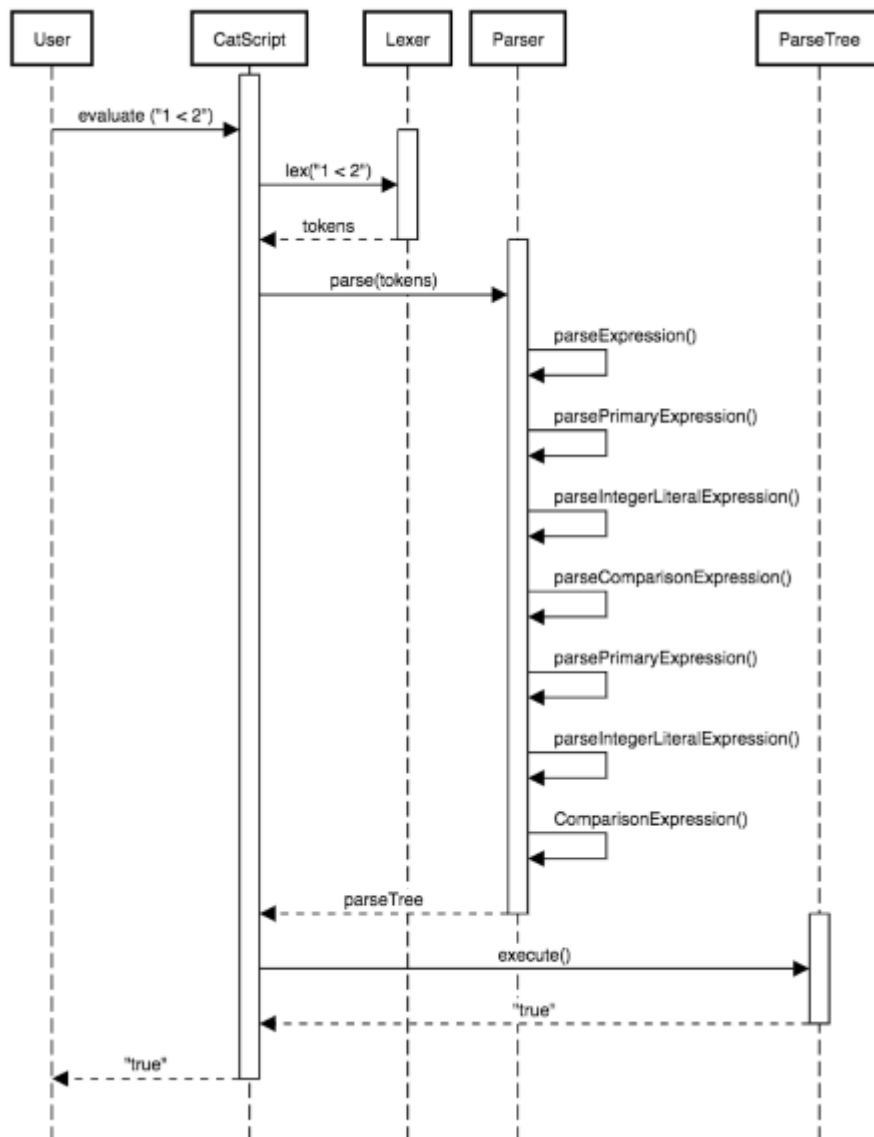 User
CatScript
Lexer
Parser
ParseTree
evaluate ("1 < 2")
lex("1 < 2")
tokens
parse(tokens)
parseExpression()
parsePrimaryExpression()
parseIntegerLiteralExpression()
parseComparisonExpression()
parsePrimaryExpression()
parseIntegerLiteralExpression()
ComparisonExpression()
parseTree
execute()
"true"
"true"